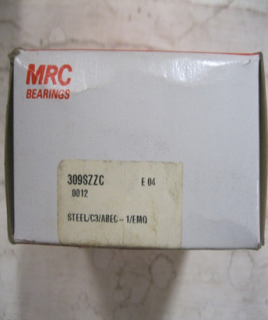 MRC
BEARINGS
309SZZC E 04
0012
STEEL/C3/ABEC-1/EMQ